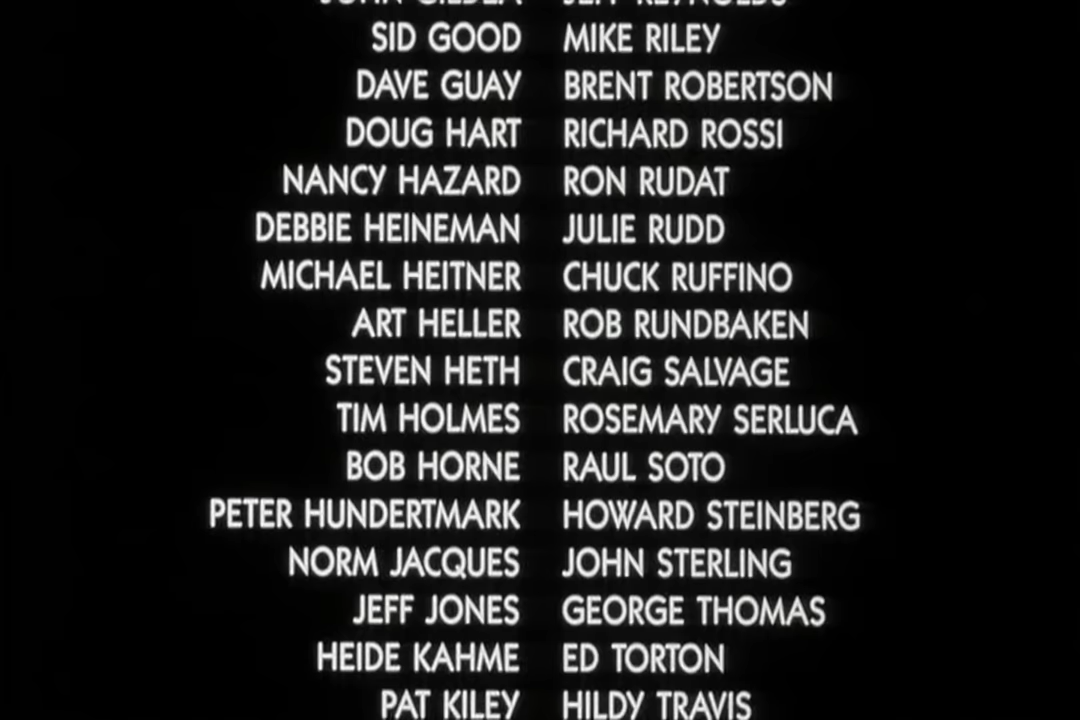 SID GOOD MIKE RILEY
DAVE GUAY BRENT ROBERTSON
DOUG HART RICHARD ROSSI
NANCY HAZARD RON RUDAT
DEBBIE HEINEMAN JULIE RUDD
MICHAEL HEITNER CHUCK RUFFINO
ART HELLER ROB RUNDBAKEN
STEVEN HETH CRAIG SALVAGE
TIM HOLMES ROSEMARY SERLUCA
BOB HORNE RAUL SOTO
PETER HUNDERTMARK HOWARD STEINBERG
NORM JACQUES JOHN STERLING
JEFF JONES GEORGE THOMAS
HEIDE KAHME ED TORTON
PAT KILEY HILDY TRAVIS